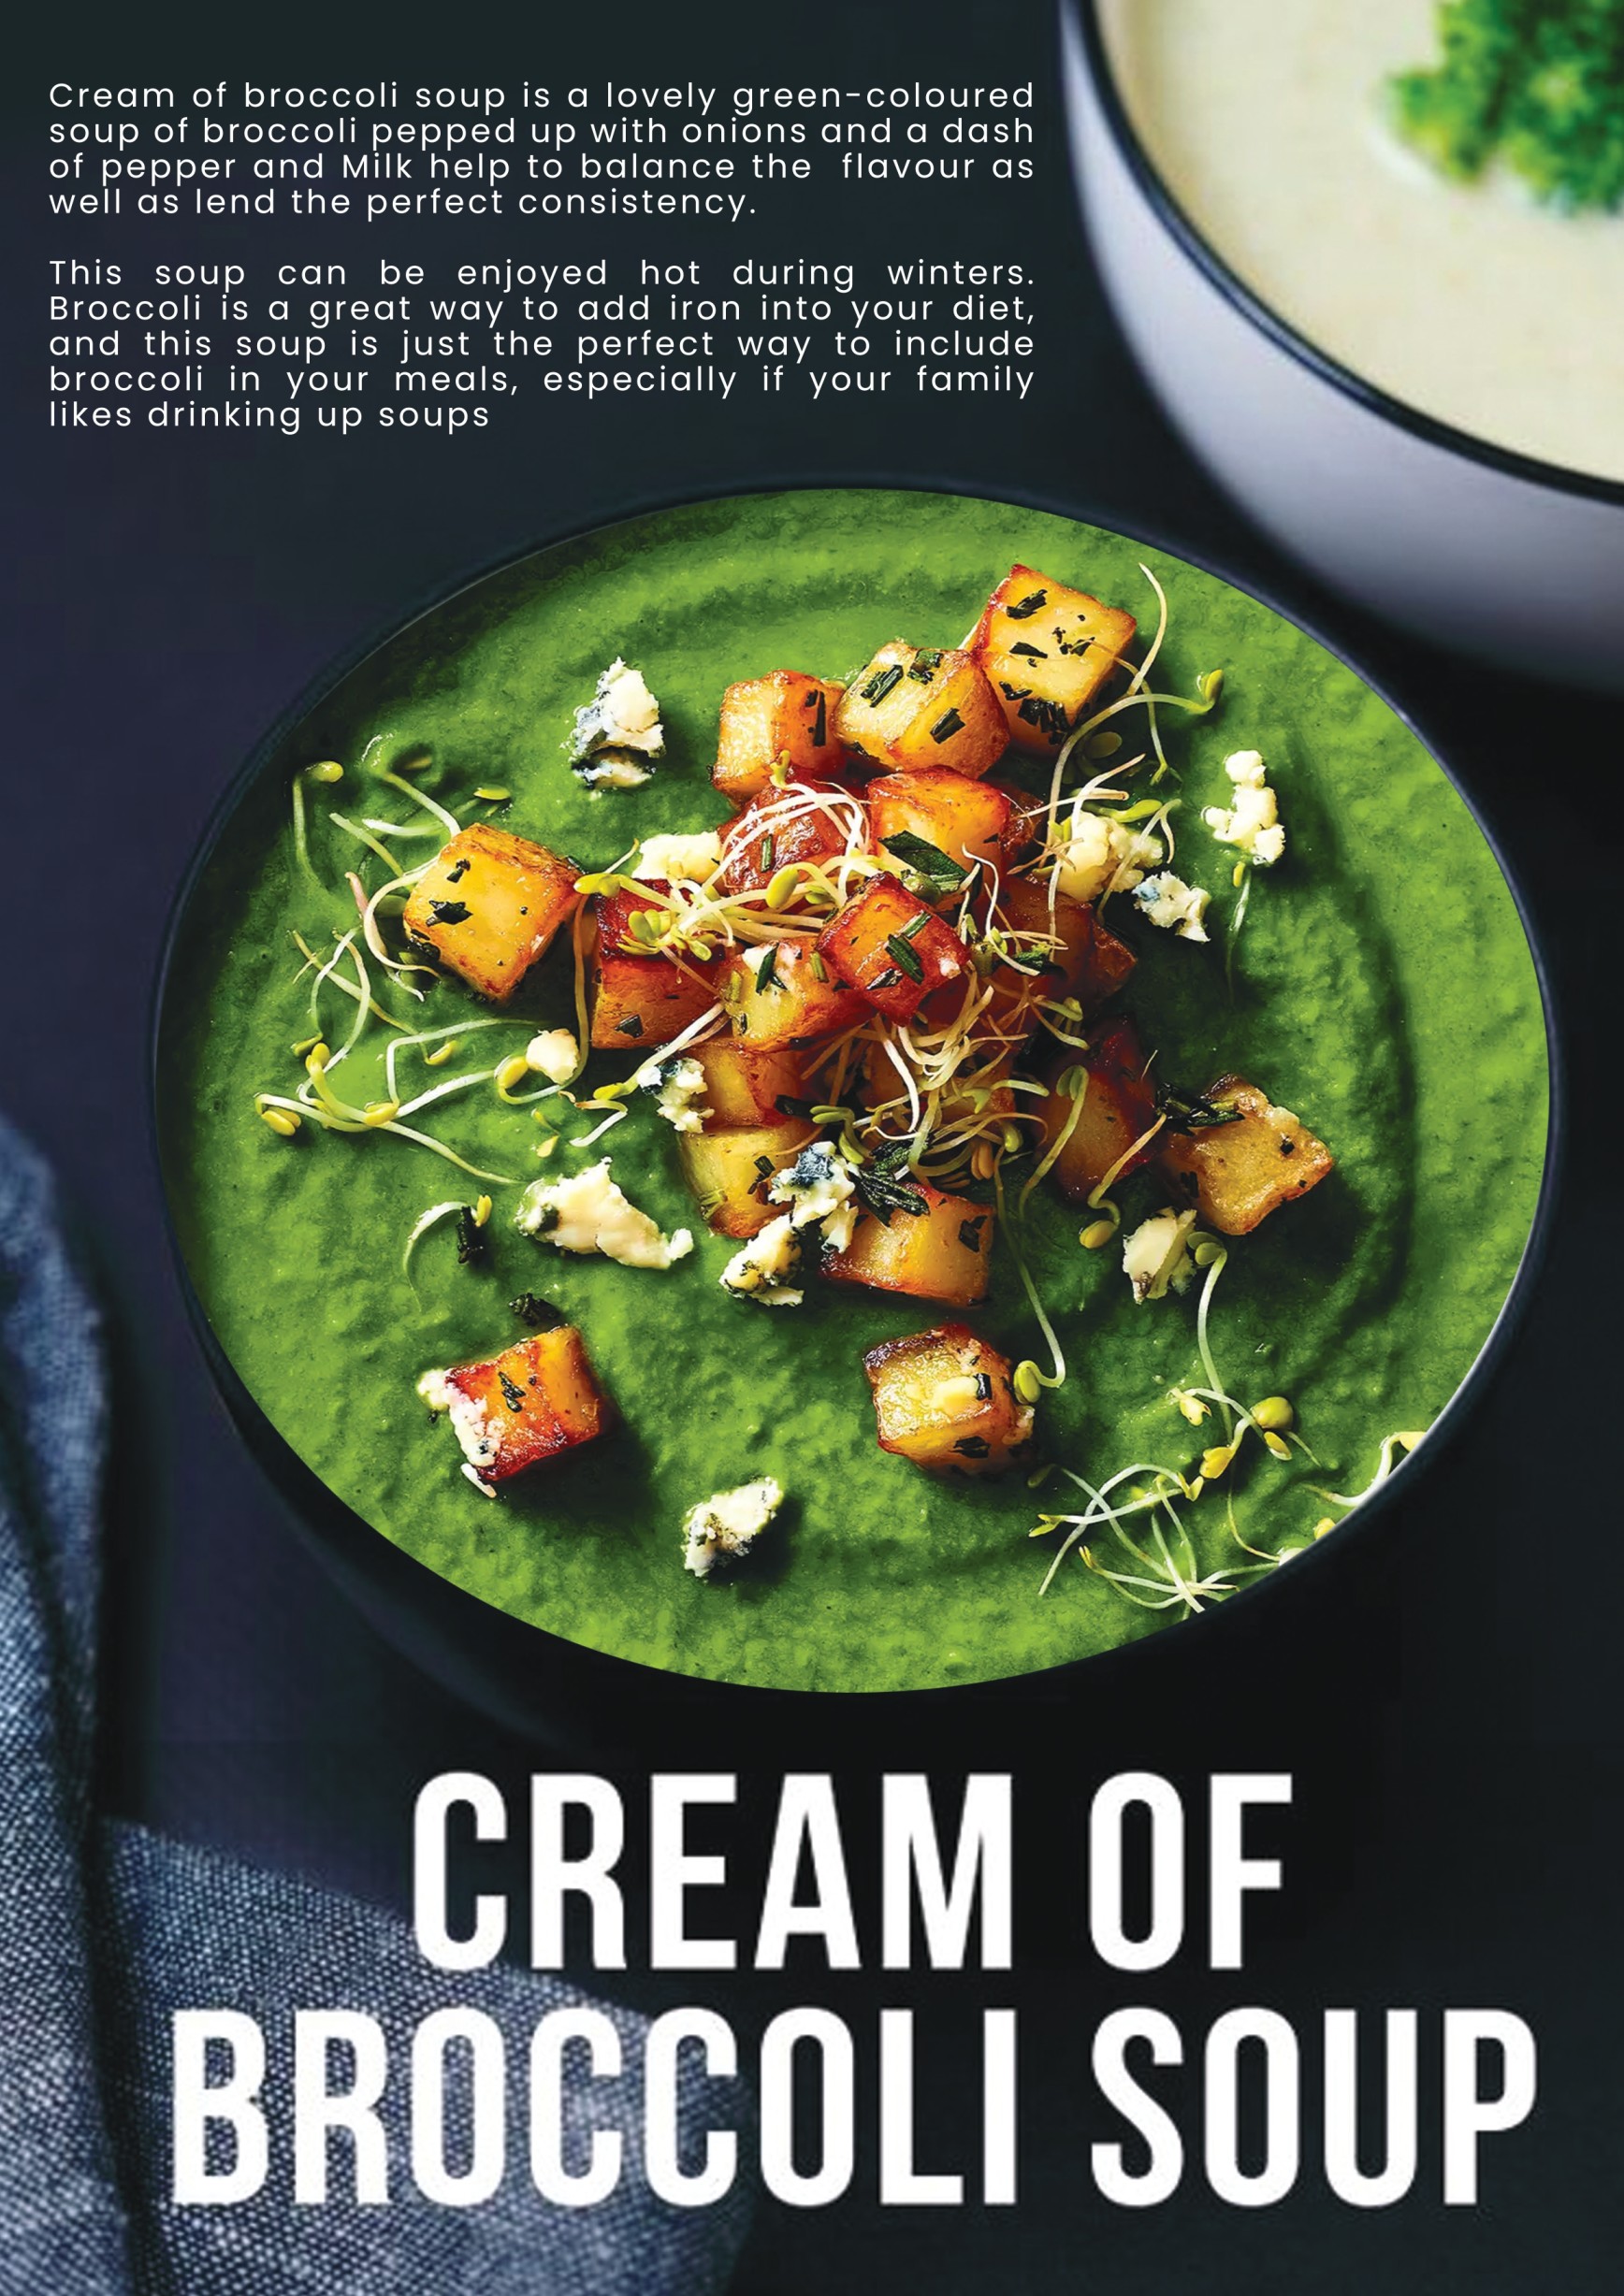 Cream of broccoli soup is a lovely green-coloured
soup of broccoli pepped up with onions and a dash
of pepper and Milk help to balance the  flavour as
well as lend the perfect consistency.
This soup can be enjoyed hot during winters.
Broccoli is a great way to add iron into your diet,
and this soup is just the perfect way to include
broccoli in your meals, especially if your family
likes drinking up soups
CREAM OF
BROCCOLI SOUP